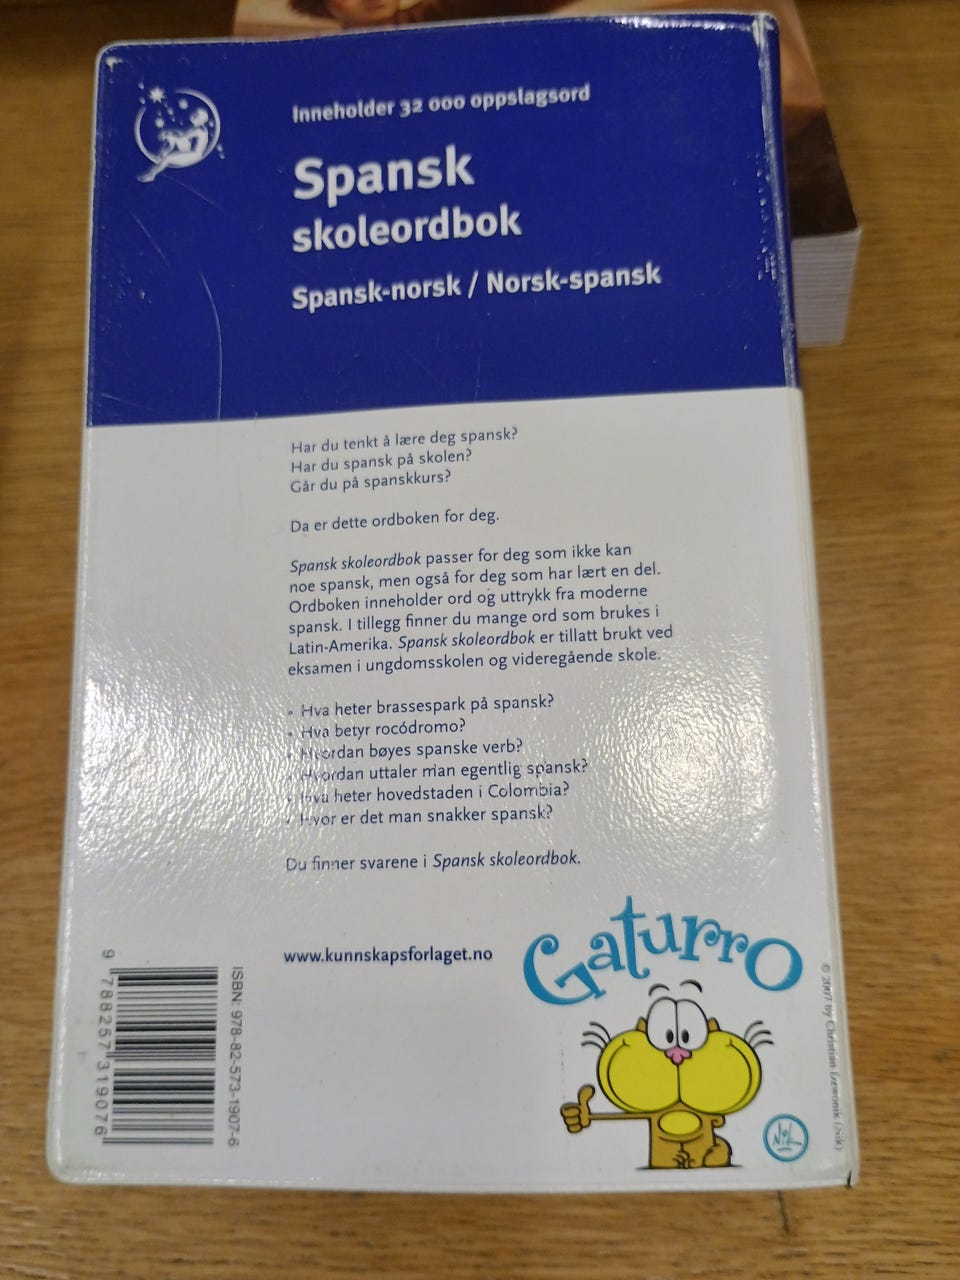 Inneholder 32 000 oppslagsord
Spansk
skoleordbok
Spansk-norsk / Norsk-spansk
Har du tenkt å lære deg spansk?
Har du spansk på skolen?
Går du på spanskkurs?
Da er dette ordboken for deg.
Spansk skoleordbok passer for deg som ikke kan
noe spansk, men også for deg som har lært en del.
Ordboken inneholder ord og uttrykk fra moderne
spansk. I tillegg finner du mange ord som brukes i
Latin-Amerika. Spansk skoleordbok er tillatt brukt ved
eksamen i ungdomsskolen og videregående skole.
• Hva heter brassespark på spansk?
• Hva betyr rocódromo?
• Hvordan bøyes spanske verb?
• Hvordan uttaler man egentlig spansk?
• Hva heter hovedstaden i Colombia?
• Hvor er det man snakker spansk?
Du finner svarene i Spansk skoleordbok.
www.kunnskapsforlaget.no
Gaturro
© 2007 by Christian (Nik)
Nik
ISBN: 978-82-573-1907-6
9 788257 319076